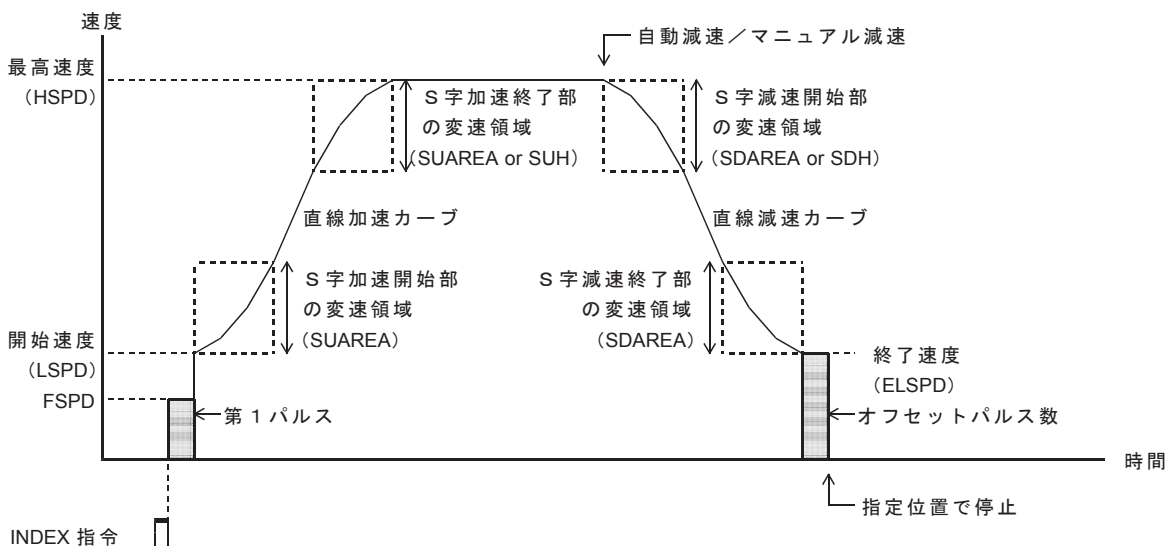 速度
自動減速／マニュアル減速
最高速度
(HSPD)
S字加速終了部
の変速領域
(SUAREA or SUH)
S字減速開始部
の変速領域
(SDAREA or SDH)
直線加速カーブ
直線減速カーブ
S字加速開始部
の変速領域
(SUAREA)
S字減速終了部
の変速領域
(SDAREA)
開始速度
(LSPD)
終了速度
(ELSPD)
FSPD
第1パルス
オフセットパルス数
時間
指定位置で停止
INDEX 指令